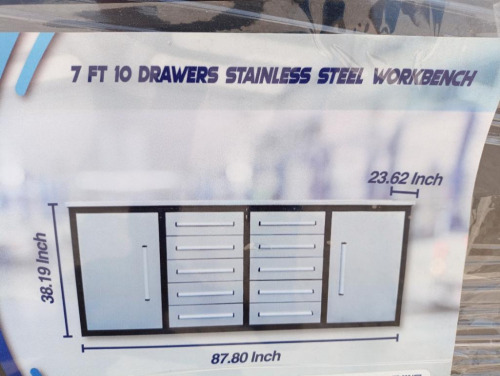 7 FT 10 DRAWERS STAINLESS STEEL WORKBENCH
23.62 Inch
38.19 Inch
87.80 Inch